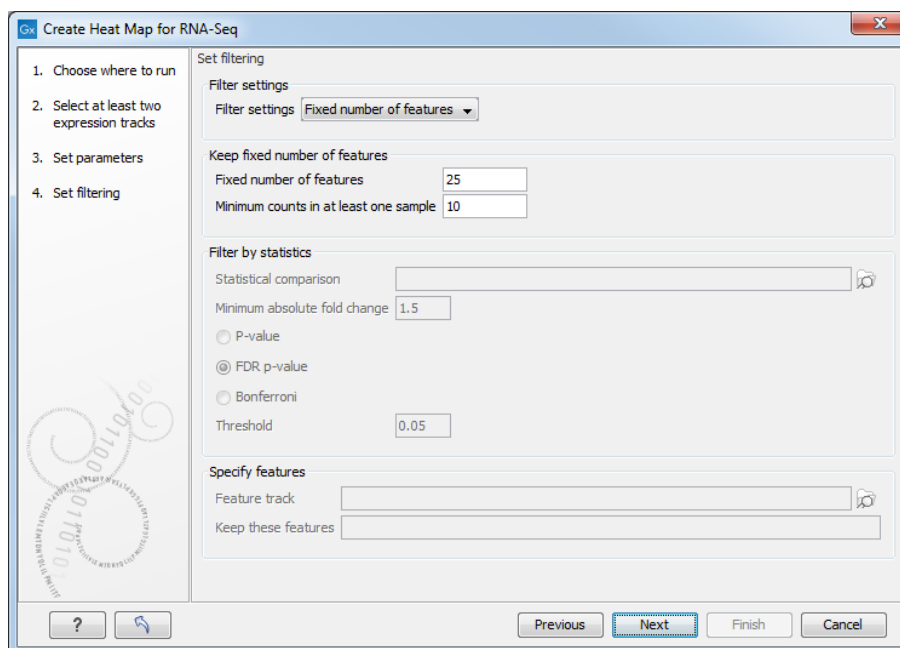 Gx Create Heat Map for RNA-Seq
1. Choose where to run
2. Select at least two
expression tracks
3. Set parameters
4. Set filtering
Set filtering
Filter settings
Filter settings Fixed number of features
Keep fixed number of features
Fixed number of features 25
Minimum counts in at least one sample 10
Filter by statistics
Statistical comparison
Minimum absolute fold change 1.5
P-value
FDR p-value
Bonferroni
Threshold 0.05
Specify features
Feature track
Keep these features
? Previous Next Finish Cancel